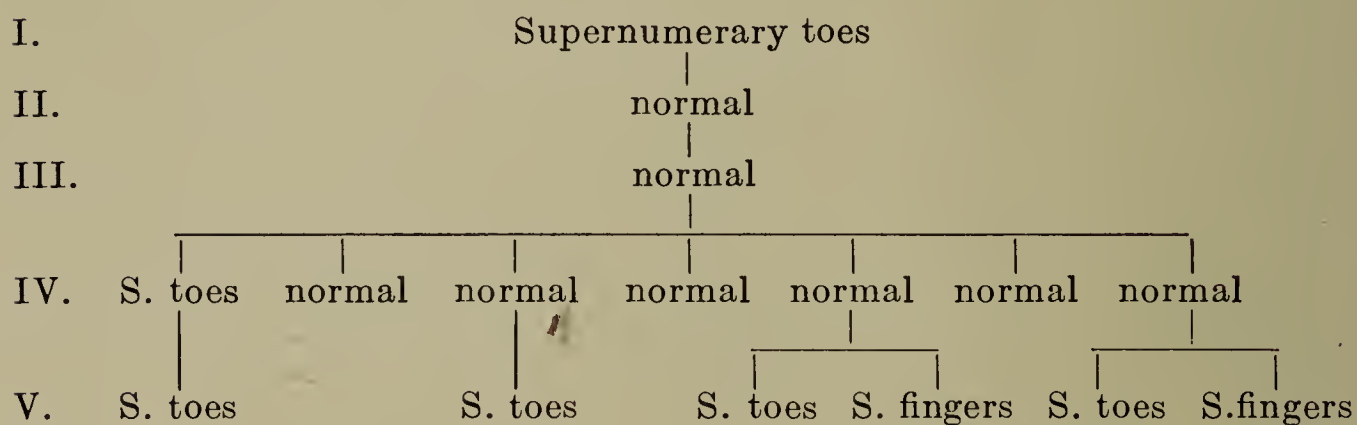 I. Supernumerary toes
II. normal
III. normal
IV. S. toes normal normal normal normal normal normal
V. S. toes S. toes S. toes S. fingers S. toes S.fingers